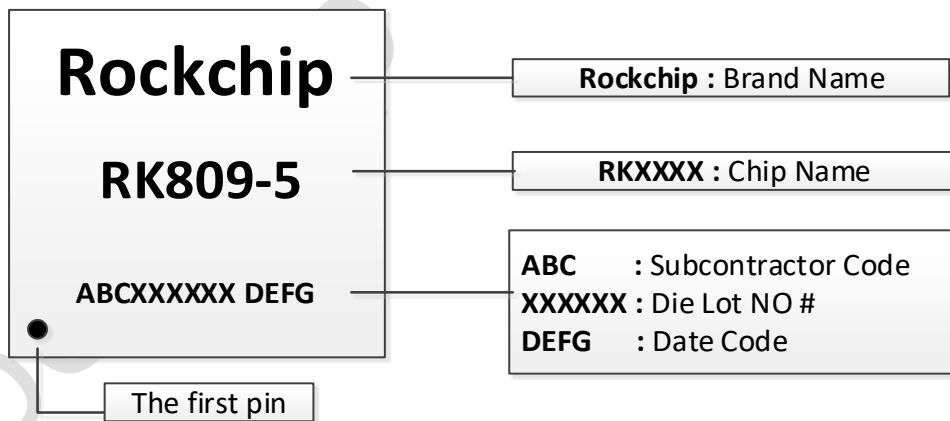 Rockchip
Rockchip : Brand Name
RK809-5
RKXXXX : Chip Name
ABCXXXXXX DEFG
ABC : Subcontractor Code
XXXXXX : Die Lot NO #
DEFG : Date Code
The first pin